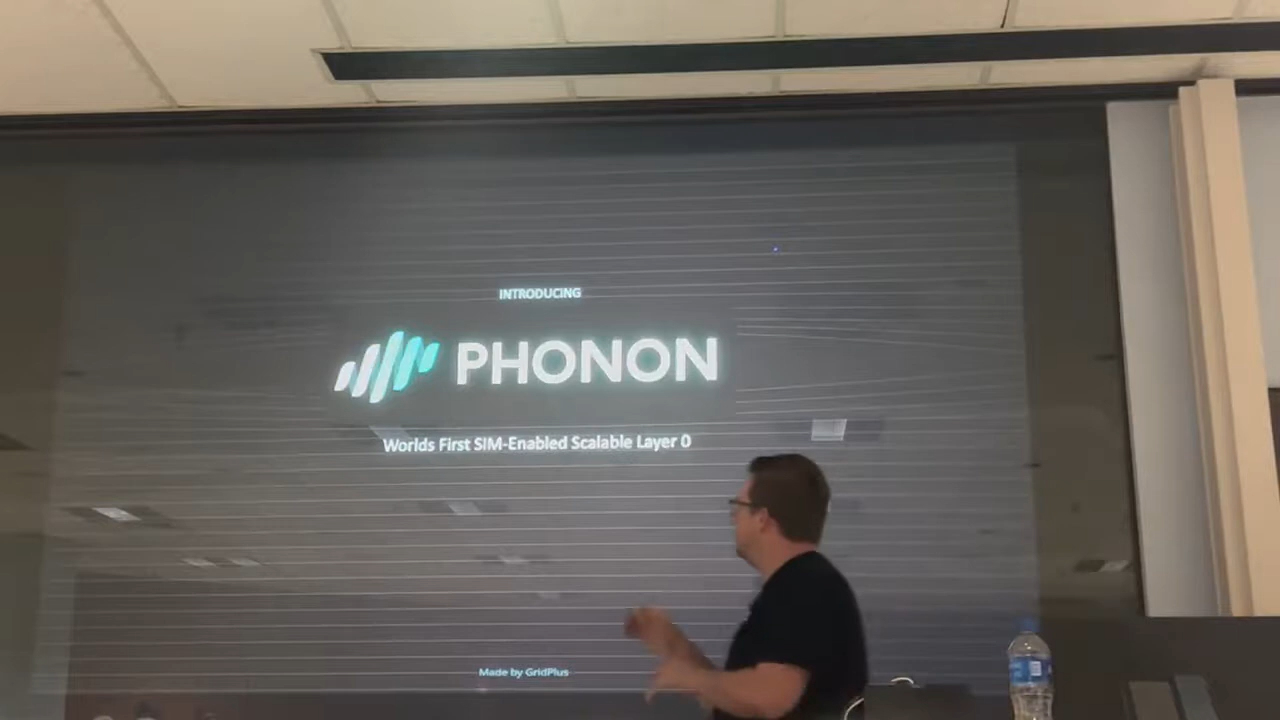 INTRODUCING
PHONON
Worlds First SIM-Enabled Scalable Layer 0
Made by GridPlus